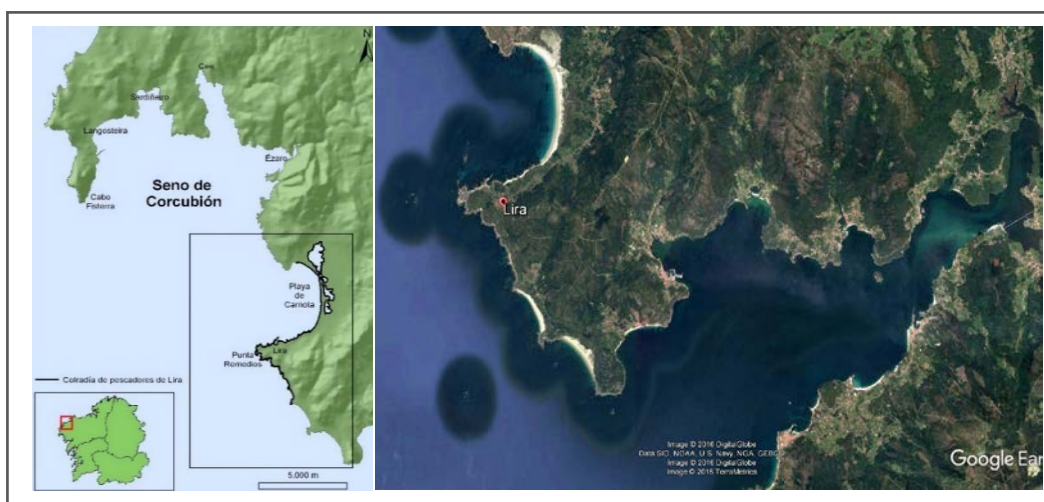 N
Cee
Sardiñeiro
Langosteira
Ézaro
Seno de
Corcubión
Cabo
Fisterra
Playa
de
Carnota
Lira
Punta
Remedios
Cofradía de pescadores de Lira
5.000 m
Lira
Image © 2016 DigitalGlobe
Data SIO, NOAA, U.S. Navy, NGA, GEBC
Image © 2016 DigitalGlobe
Image © 2016 TerraMetrics
Google Ear